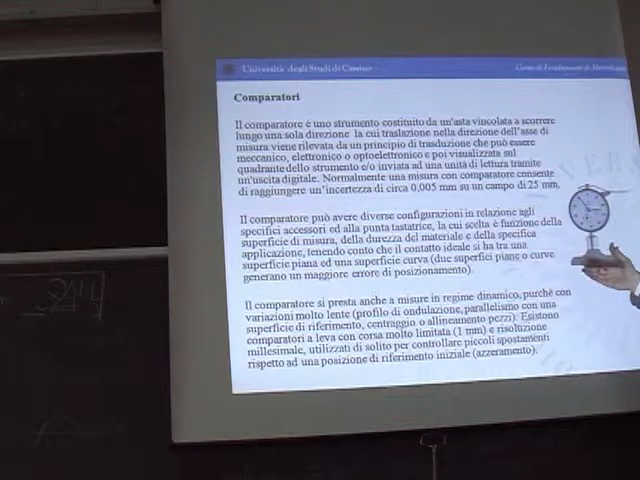 Università degli Studi di Cassino
Corso di Fondamenti di Metrologia
Comparatori
Il comparatore è uno strumento costituito da un'asta vincolata a scorrere
lungo una sola direzione la cui traslazione nella direzione dell'asse di
misura viene rilevata da un principio di trasduzione che può essere
meccanico, elettronico o optoelettronico e poi visualizzata sul
quadrante dello strumento e/o inviata ad una unità di lettura tramite
un'uscita digitale. Normalmente una misura con comparatore consente
di raggiungere un'incertezza di circa 0,005 mm su un campo di 25 mm.
Il comparatore può avere diverse configurazioni in relazione agli
specifici accessori ed alla punta tastatrice, la cui scelta è funzione della
superficie di misura, della durezza del materiale e della specifica
applicazione, tenendo conto che il contatto ideale si ha tra una
superficie piana ed una superficie curva (due superfici piane o curve
generano un maggiore errore di posizionamento).
Il comparatore si presta anche a misure in regime dinamico, purchè con
variazioni molto lente (profilo di ondulazione, parallelismo con una
superficie di riferimento, centraggio o allineamento pezzi). Esistono
comparatori a leva con corsa molto limitata (1 mm) e risoluzione
millesimale, utilizzati di solito per controllare piccoli spostamenti
rispetto ad una posizione di riferimento iniziale (azzeramento).